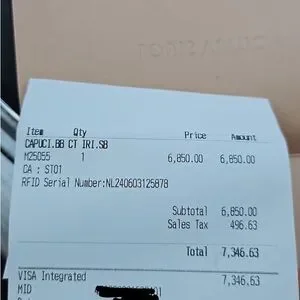 Item Qty Price Amount
CAPUCI.BB CT IRI.SB
M25055 1 6,850.00 6,850.00
CA : ST01
RFID Serial Number:NL240603125878
Subtotal 6,850.00
Sales Tax 496.63
Total 7,346.63
VISA Integrated 7,346.63
MID